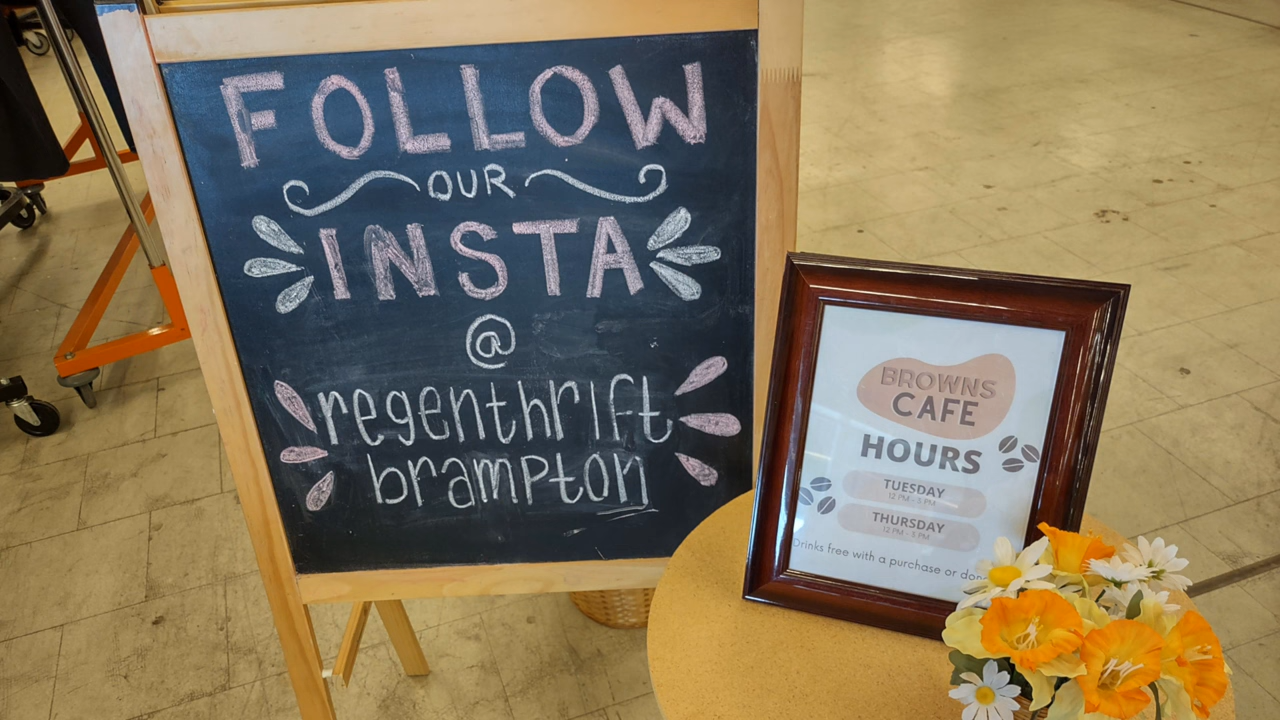 FOLLOW
OUR
INSTA
@
regenthrift
brampton
BROWNS
CAFE
HOURS
TUESDAY
12 PM - 5 PM
THURSDAY
12 PM - 5 PM
Drinks free with a purchase or